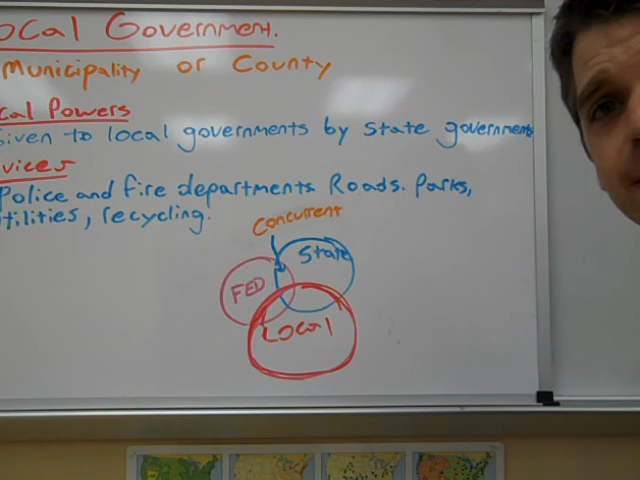 ocal Government.
Municipality or County
cal Powers
Given to local governments by state governments
vices
Police and fire departments. Roads. Parks,
tilities, recycling.
Concurrent
State
FED
Local